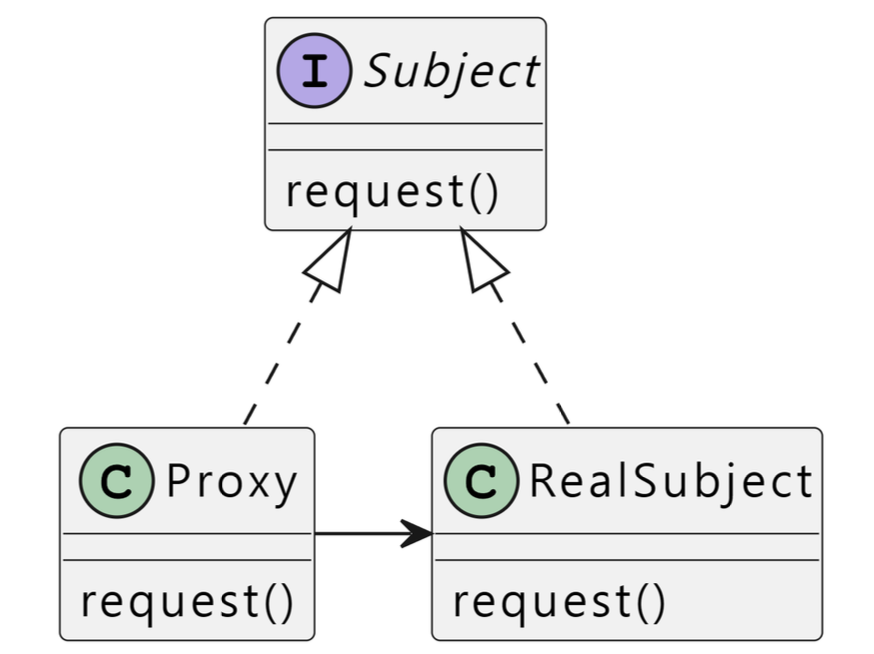 I Subject
request()
C Proxy
request()
C RealSubject
request()